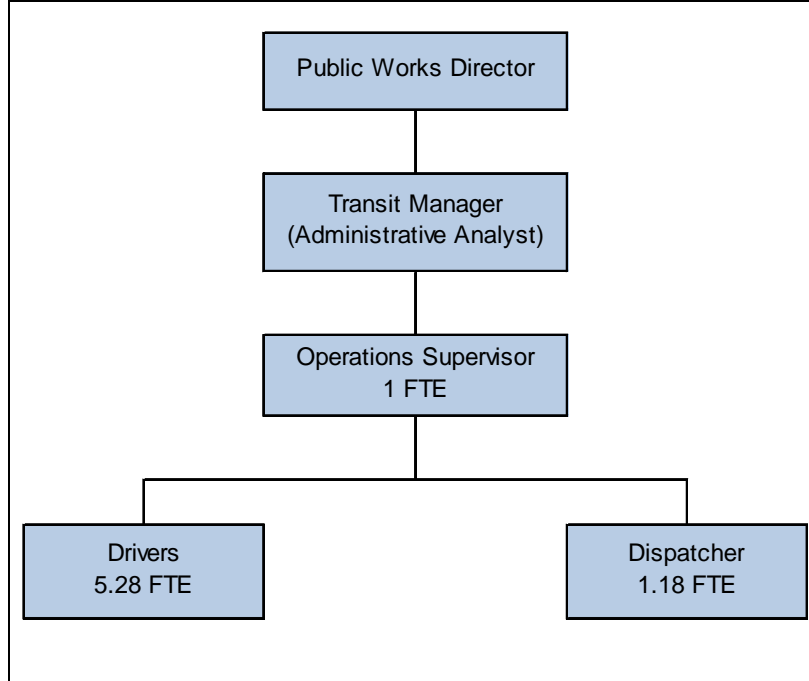 Public Works Director
Transit Manager
(Administrative Analyst)
Operations Supervisor
1 FTE
Drivers
5.28 FTE
Dispatcher
1.18 FTE